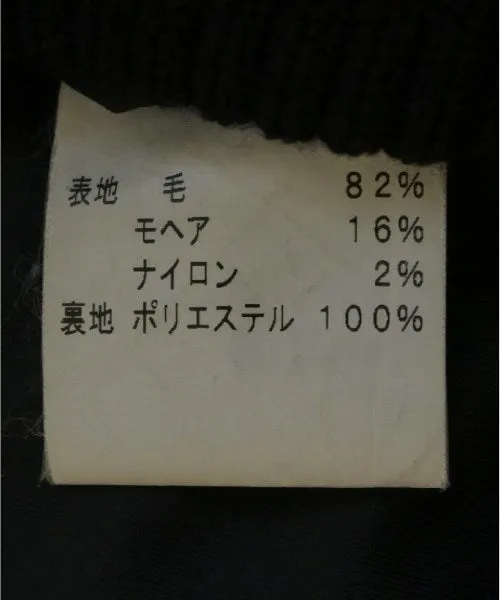 表地 毛 82%
モヘア 16%
ナイロン 2%
裏地 ポリエステル 100%